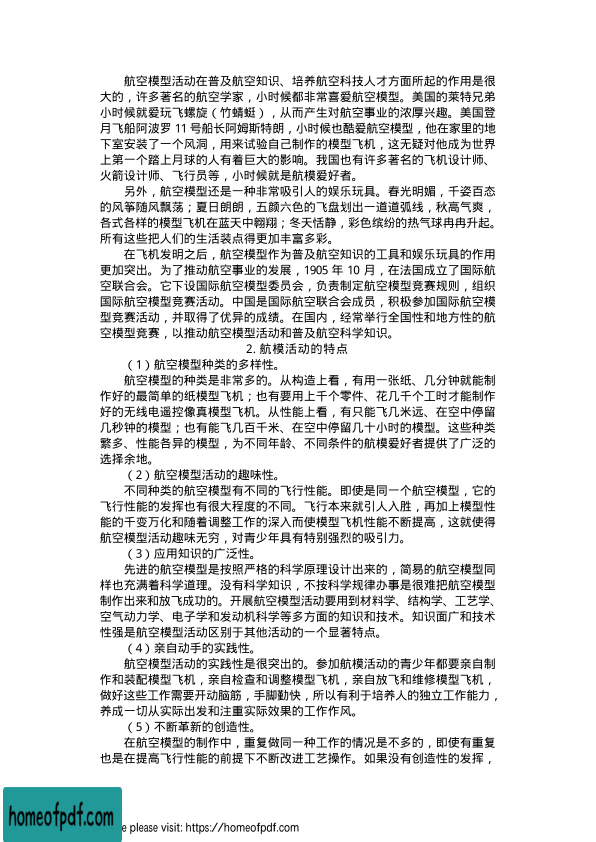 航空模型活动在普及航空知识、培养航空科技人才方面所起的作用是很
大的，许多著名的航空学家，小时候都非常喜爱航空模型。美国的莱特兄弟
小时候就爱玩飞螺旋（竹蜻蜓），从而产生对航空事业的浓厚兴趣。美国登
月飞船阿波罗 11 号船长阿姆斯特朗，小时候也酷爱航空模型，他在家里的地
下室安装了一个风洞，用来试验自己制作的模型飞机，这无疑对他成为世界
上第一个踏上月球的人有着巨大的影响。我国也有许多著名的飞机设计师、
火箭设计师、飞行员等，小时候就是航模爱好者。
另外，航空模型还是一种非常吸引人的娱乐玩具。春光明媚，千姿百态
的风筝随风飘荡；夏日朗朗，五颜六色的飞盘划出一道道弧线，秋高气爽，
各式各样的模型飞机在蓝天中翱翔；冬天恬静，彩色缤纷的热气球冉冉升起。
所有这些把人们的生活装点得更加丰富多彩。
在飞机发明之后，航空模型作为普及航空知识的工具和娱乐玩具的作用
更加突出。为了推动航空事业的发展，1905 年 10 月，在法国成立了国际航
空联合会。它下设国际航空模型委员会，负责制定航空模型竞赛规则，组织
国际航空模型竞赛活动。中国是国际航空联合会成员，积极参加国际航空模
型竞赛活动，并取得了优异的成绩。在国内，经常举行全国性和地方性的航
空模型竞赛，以推动航空模型活动和普及航空科学知识。
2. 航模活动的特点
（1）航空模型种类的多样性。
航空模型的种类是非常多的。从构造上看，有用一张纸、几分钟就能制
作好的最简单的纸模型飞机；也有要用上千个零件、花几千个工时才能制作
好的无线电遥控像真模型飞机。从性能上看，有只能飞几米远、在空中停留
几秒钟的模型；也有能飞几百千米、在空中停留几十小时的模型。这些种类
繁多、性能各异的模型，为不同年龄、不同条件的航模爱好者提供了广泛的
选择余地。
（2）航空模型活动的趣味性。
不同种类的航空模型有不同的飞行性能。即使是同一个航空模型，它的
飞行性能的发挥也有很大程度的不同。飞行本来就引人入胜，再加上模型性
能的千变万化和随着调整工作的深入而使模型飞机性能不断提高，这就使得
航空模型活动趣味无穷，对青少年具有特别强烈的吸引力。
（3）应用知识的广泛性。
先进的航空模型是按照严格的科学原理设计出来的，简易的航空模型同
样也充满着科学道理。没有科学知识，不按科学规律办事是很难把航空模型
制作出来和放飞成功的。开展航空模型活动要用到材料学、结构学、工艺学、
空气动力学、电子学和发动机科学等多方面的知识和技术。知识面广和技术
性强是航空模型活动区别于其他活动的一个显著特点。
（4）亲自动手的实践性。
航空模型活动的实践性是很突出的。参加航模活动的青少年都要亲自制
作和装配模型飞机，亲自检查和调整模型飞机，亲自放飞和维修模型飞机，
做好这些工作需要开动脑筋，手脚勤快，所以有利于培养人的独立工作能力，
养成一切从实际出发和注重实际效果的工作作风。
（5）不断革新的创造性。
在航空模型的制作中，重复做同一种工作的情况是不多的，即使有重复
也是在提高飞行性能的前提下不断改进工艺操作。如果没有创造性的发挥，
homeofpdf.com
e please visit: https://homeofpdf.com